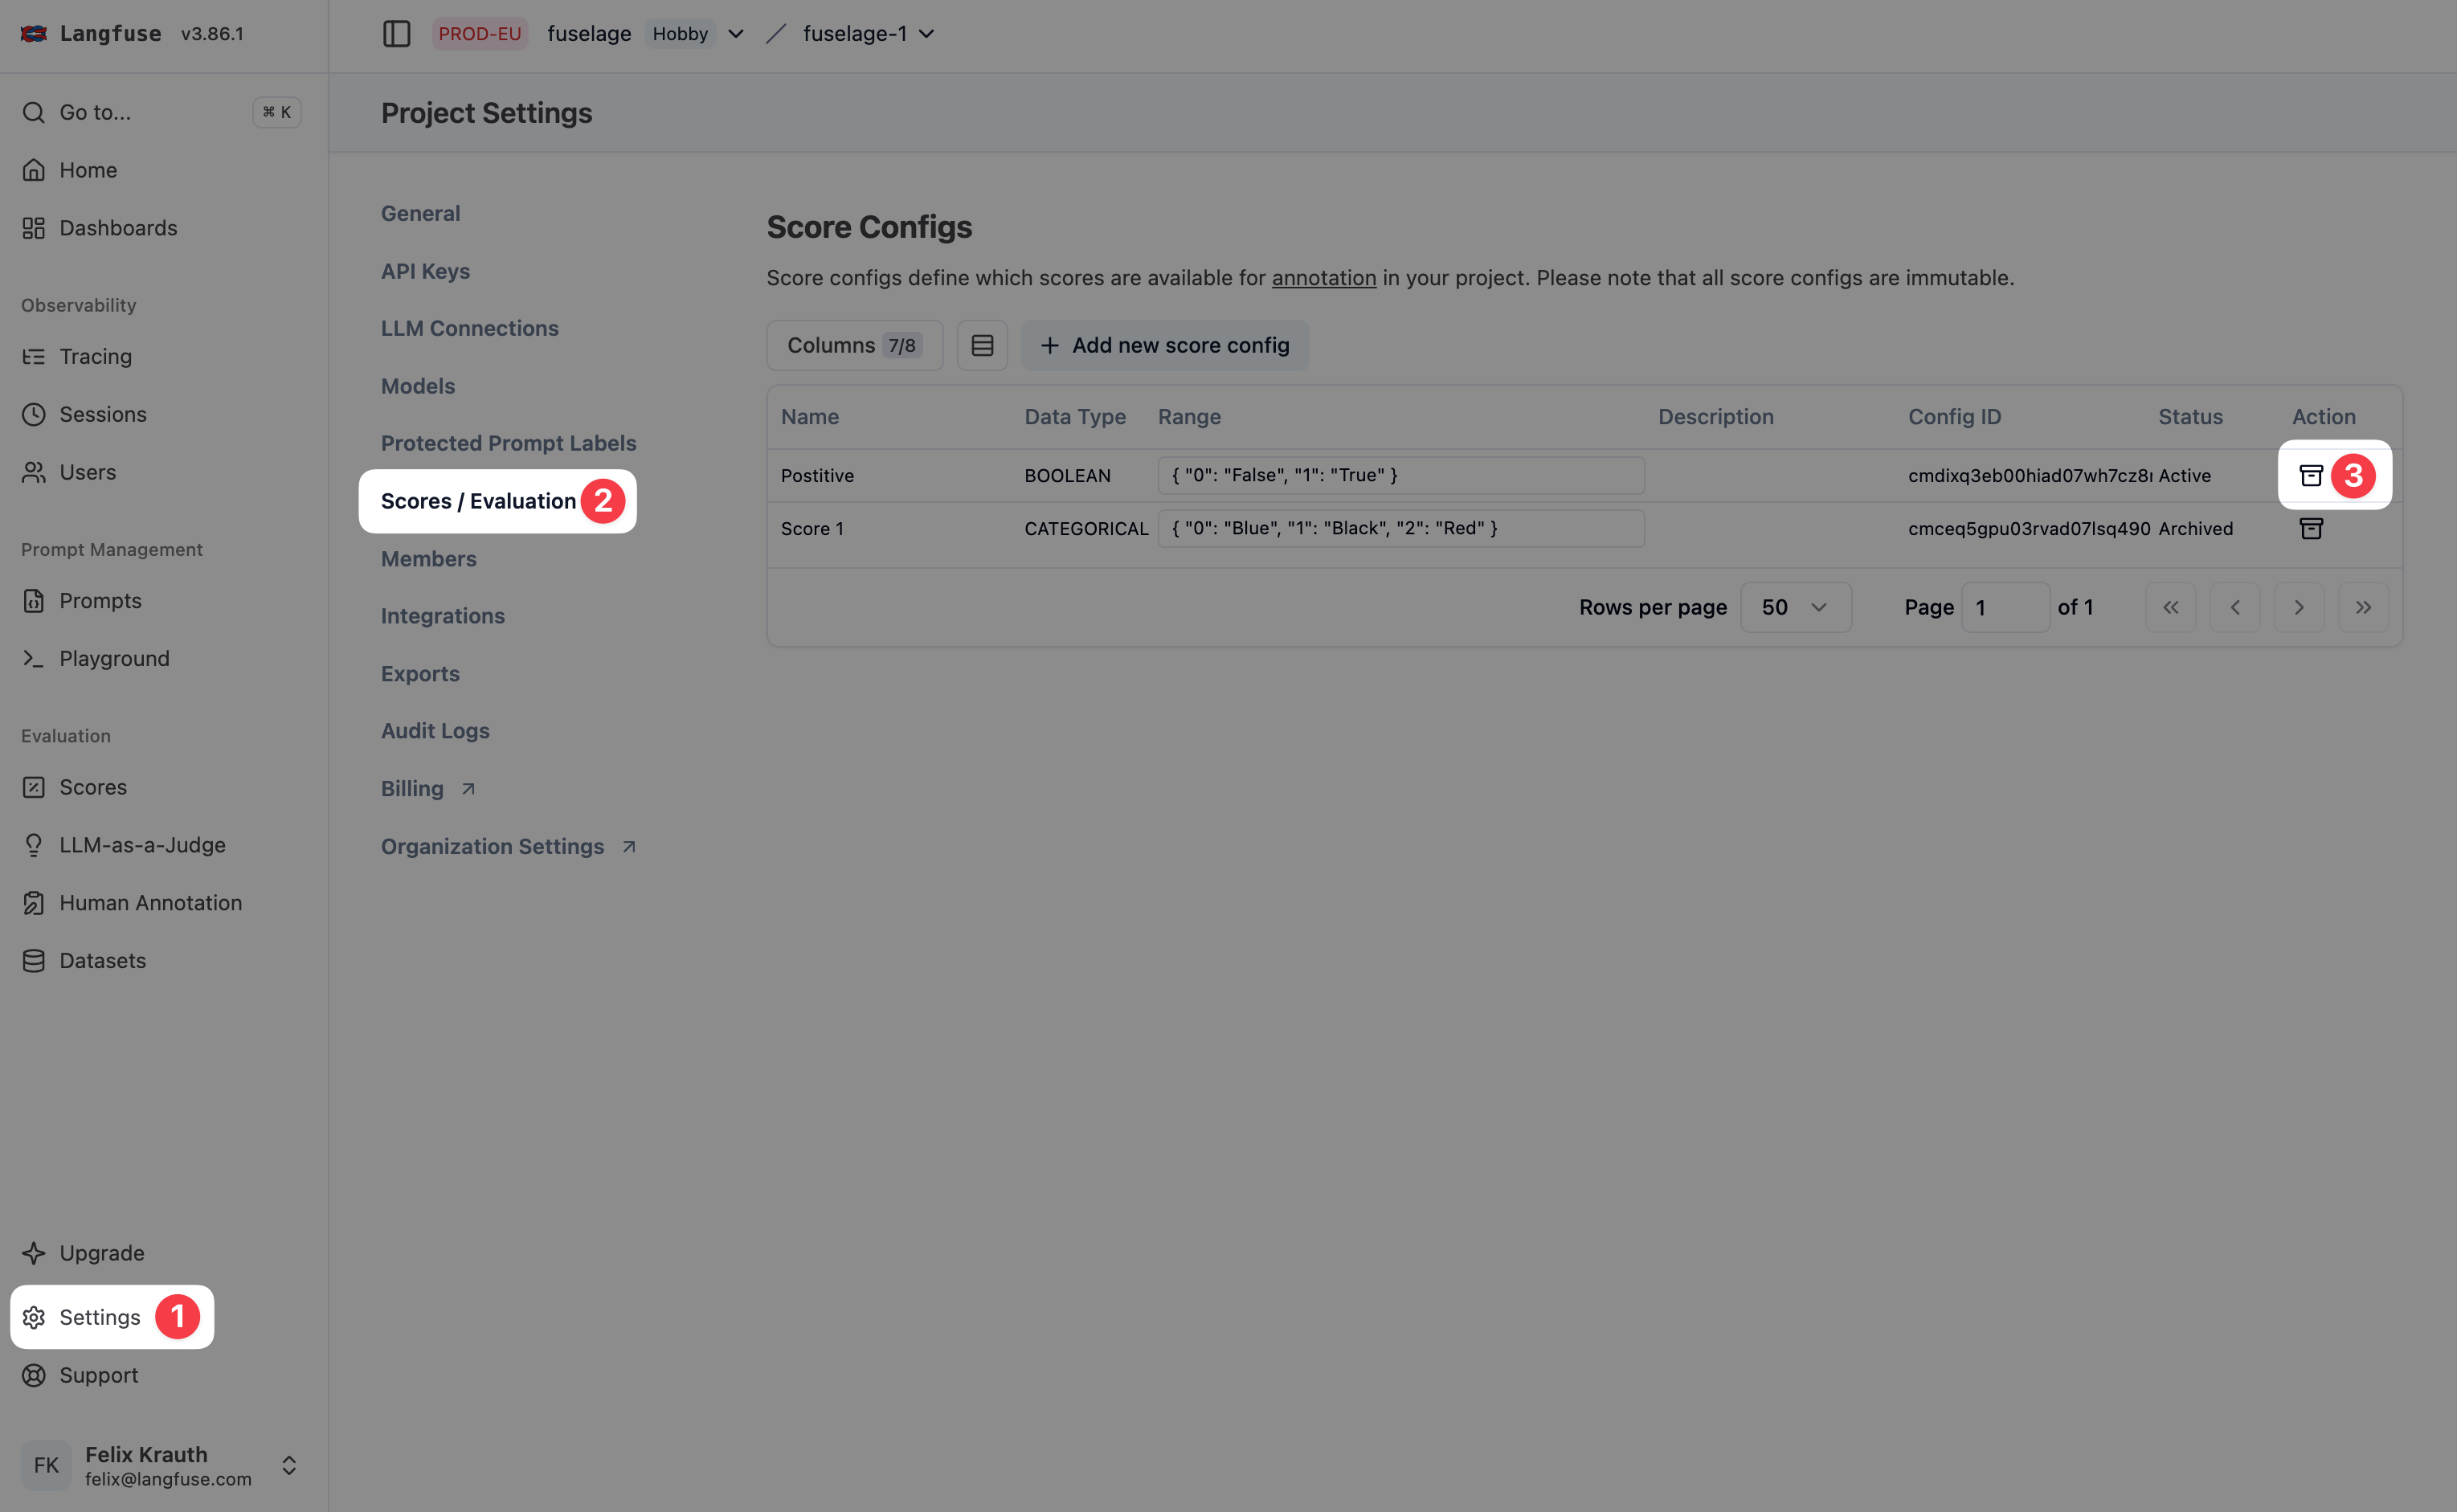 Langfuse v3.86.1
PROD-EU fuselage Hobby fuselage-1
Go to... ⌘ K
Home
Dashboards
Observability
Tracing
Sessions
Users
Prompt Management
Prompts
Playground
Evaluation
Scores
LLM-as-a-Judge
Human Annotation
Datasets
Upgrade
Settings 1
Support
FK
Felix Krauth
felix@langfuse.com
Project Settings
General
API Keys
LLM Connections
Models
Protected Prompt Labels
Scores / Evaluation 2
Members
Integrations
Exports
Audit Logs
Billing
Organization Settings
Score Configs
Score configs define which scores are available for annotation in your project. Please note that all score configs are immutable.
Columns 7/8 + Add new score config
Name Data Type Range Description Config ID Status Action
Postitive BOOLEAN { "0": "False", "1": "True" } cmdixq3eb00hiad07wh7cz8 Active 3
Score 1 CATEGORICAL { "0": "Blue", "1": "Black", "2": "Red" } cmceq5gpu03rvad07lsq490 Archived
Rows per page 50 Page 1 of 1